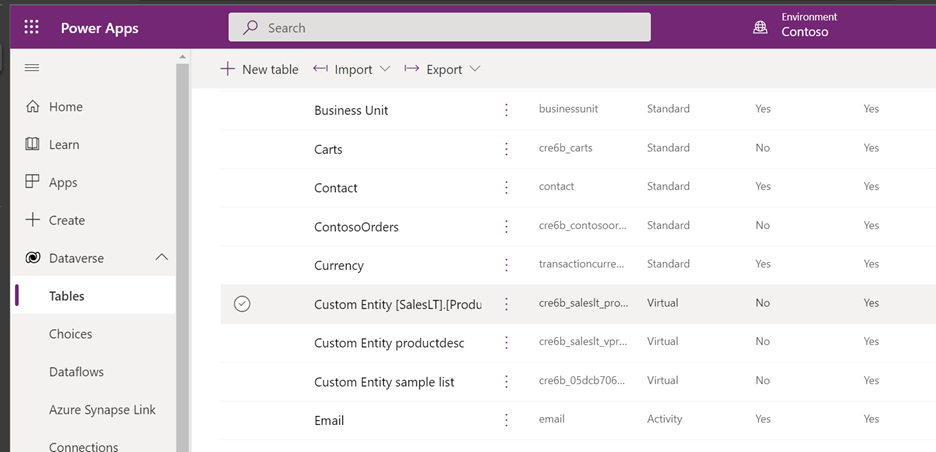 Power Apps
Search
Environment
Contoso
New table Import Export
Home
Learn
Apps
Create
Dataverse
Tables
Choices
Dataflows
Azure Synapse Link
Connections
Business Unit businessunit Standard Yes Yes
Carts cre6b_carts Standard No Yes
Contact contact Standard Yes Yes
ContosoOrders cre6b_contosoor... Standard No Yes
Currency transactioncurre... Standard Yes Yes
Custom Entity [SalesLT].[Produ cre6b_saleslt_pro... Virtual No Yes
Custom Entity productdesc cre6b_saleslt_vpr... Virtual No Yes
Custom Entity sample list cre6b_05dcb706... Virtual No Yes
Email email Activity Yes Yes